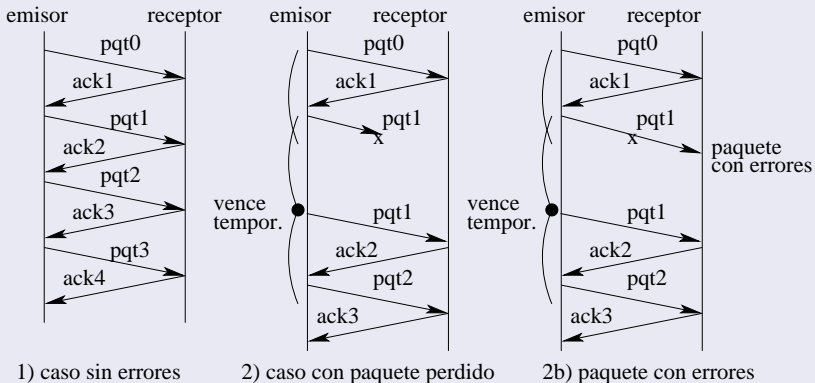 emisor
receptor
pqt0
ack1
pqt1
ack2
pqt2
ack3
pqt3
ack4
1) caso sin errores
emisor
receptor
pqt0
ack1
pqt1
x
vence
tempor.
pqt1
ack2
pqt2
ack3
2) caso con paquete perdido
emisor
receptor
pqt0
ack1
pqt1
x
paquete
con errores
vence
tempor.
pqt1
ack2
pqt2
ack3
2b) paquete con errores